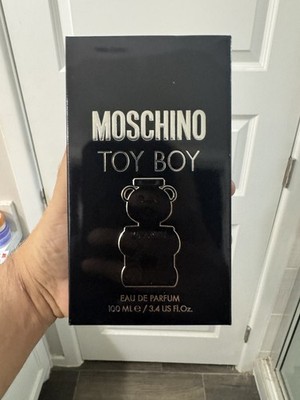 MOSCHINO
TOY BOY
EAU DE PARFUM
100 ML ℮ / 3.4 US FL.Oz.